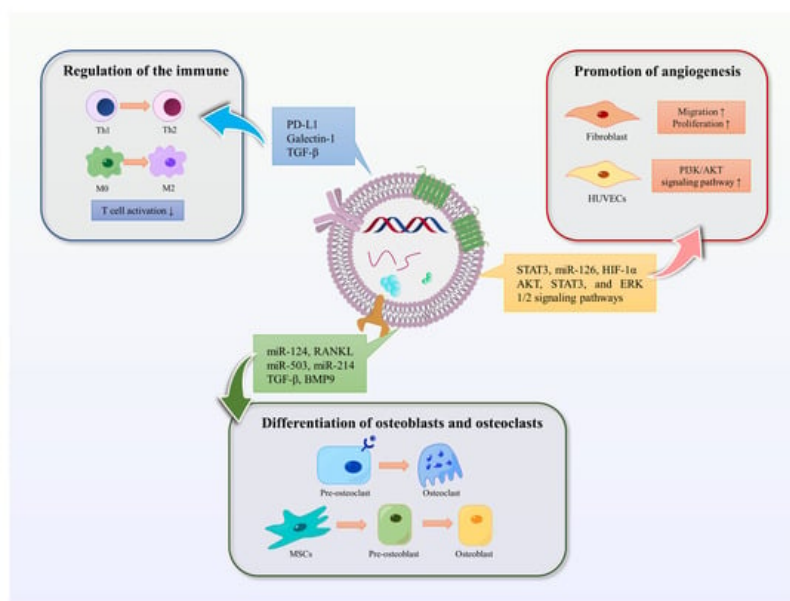 Regulation of the immune
Th1
Th2
M0
M2
T cell activation ↓
PD-L1
Galectin-1
TGF-β
Promotion of angiogenesis
Fibroblast
Migration ↑
Proliferation ↑
HUVECs
PI3K/AKT
signaling pathway ↑
STAT3, miR-126, HIF-1α
AKT, STAT3, and ERK
1/2 signaling pathways
miR-124, RANKL
miR-503, miR-214
TGF-β, BMP9
Differentiation of osteoblasts and osteoclasts
Pre-osteoclast
Osteoclast
MSCs
Pre-osteoblast
Osteoblast